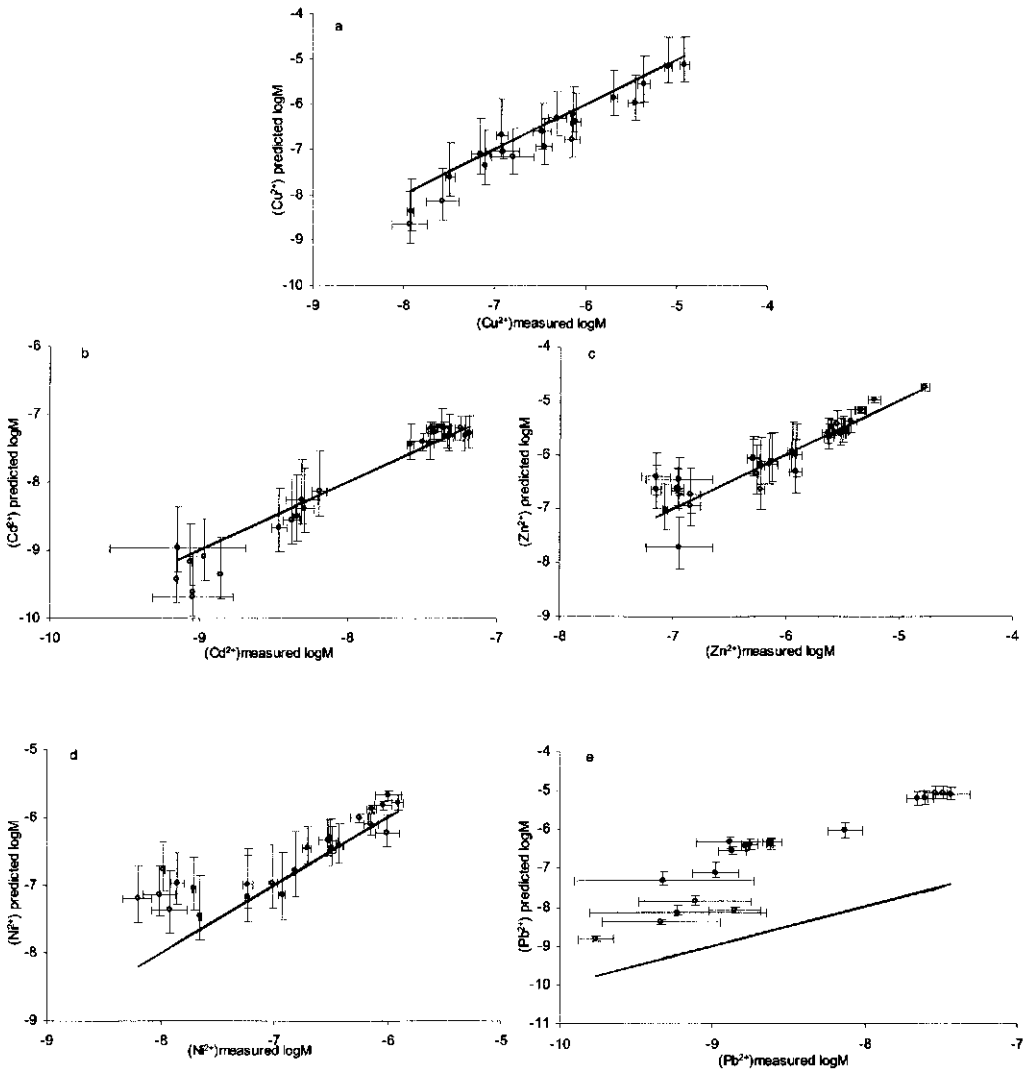 a
-4
-5
-6
-7
-8
-9
-10
(Cu²⁺) predicted logM
-9 -8 -7 -6 -5 -4
(Cu²⁺)measured logM
b
-6
-7
-8
-9
-10
(Cd²⁺) predicted logM
-10 -9 -8 -7
(Cd²⁺)measured logM
c
-4
-5
-6
-7
-8
-9
(Zn²⁺) predicted logM
-8 -7 -6 -5 -4
(Zn²⁺)measured logM
d
-5
-6
-7
-8
-9
(Ni²⁺) predicted logM
-9 -8 -7 -6 -5
(Ni²⁺)measured logM
e
-4
-5
-6
-7
-8
-9
-10
-11
(Pb²⁺) predicted logM
-10 -9 -8 -7
(Pb²⁺)measured logM